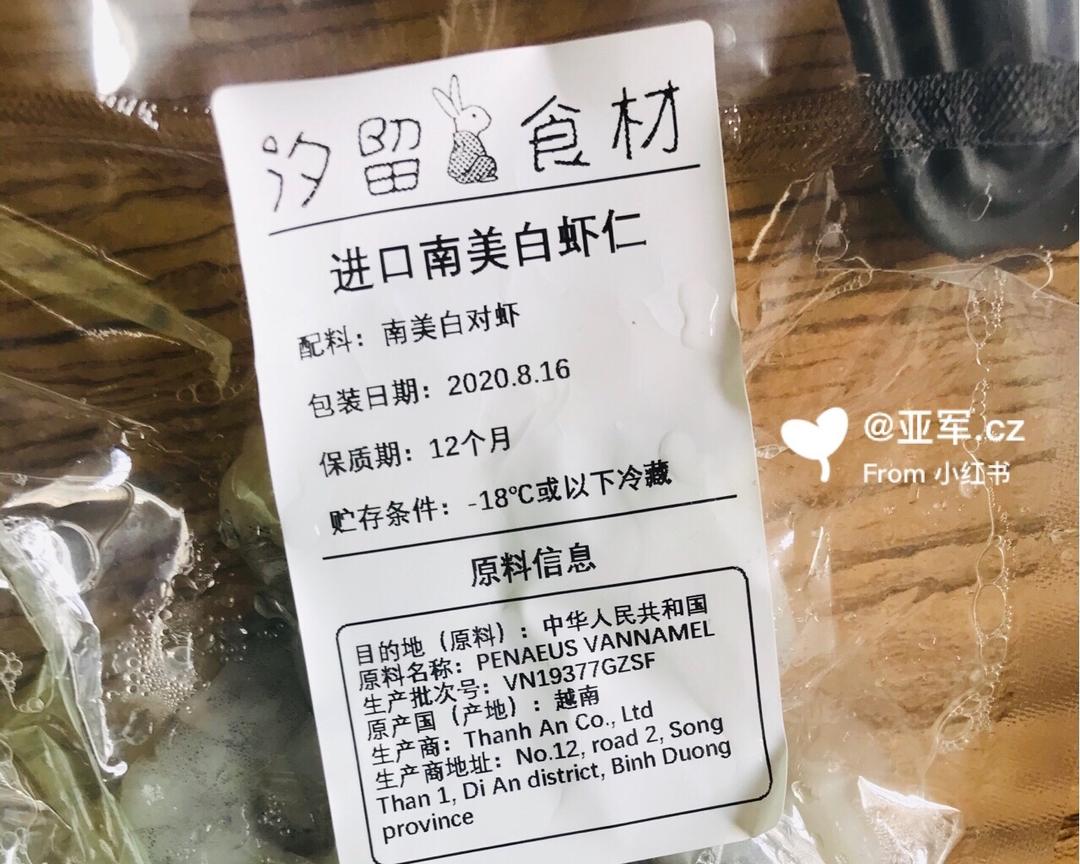 汐留食材
进口南美白虾仁
配料：南美白对虾
包装日期：2020.8.16
保质期：12个月
贮存条件：-18℃或以下冷藏
原料信息
目的地（原料）：中华人民共和国
原料名称：PENAEUS VANNAMEL
生产批次号：VN19377GZSF
原产国（产地）：越南
生产商：Thanh An Co., Ltd
生产商地址：No.12, road 2, Song
Than 1, Di An district, Binh Duong
province
@亚军.cz
From 小红书